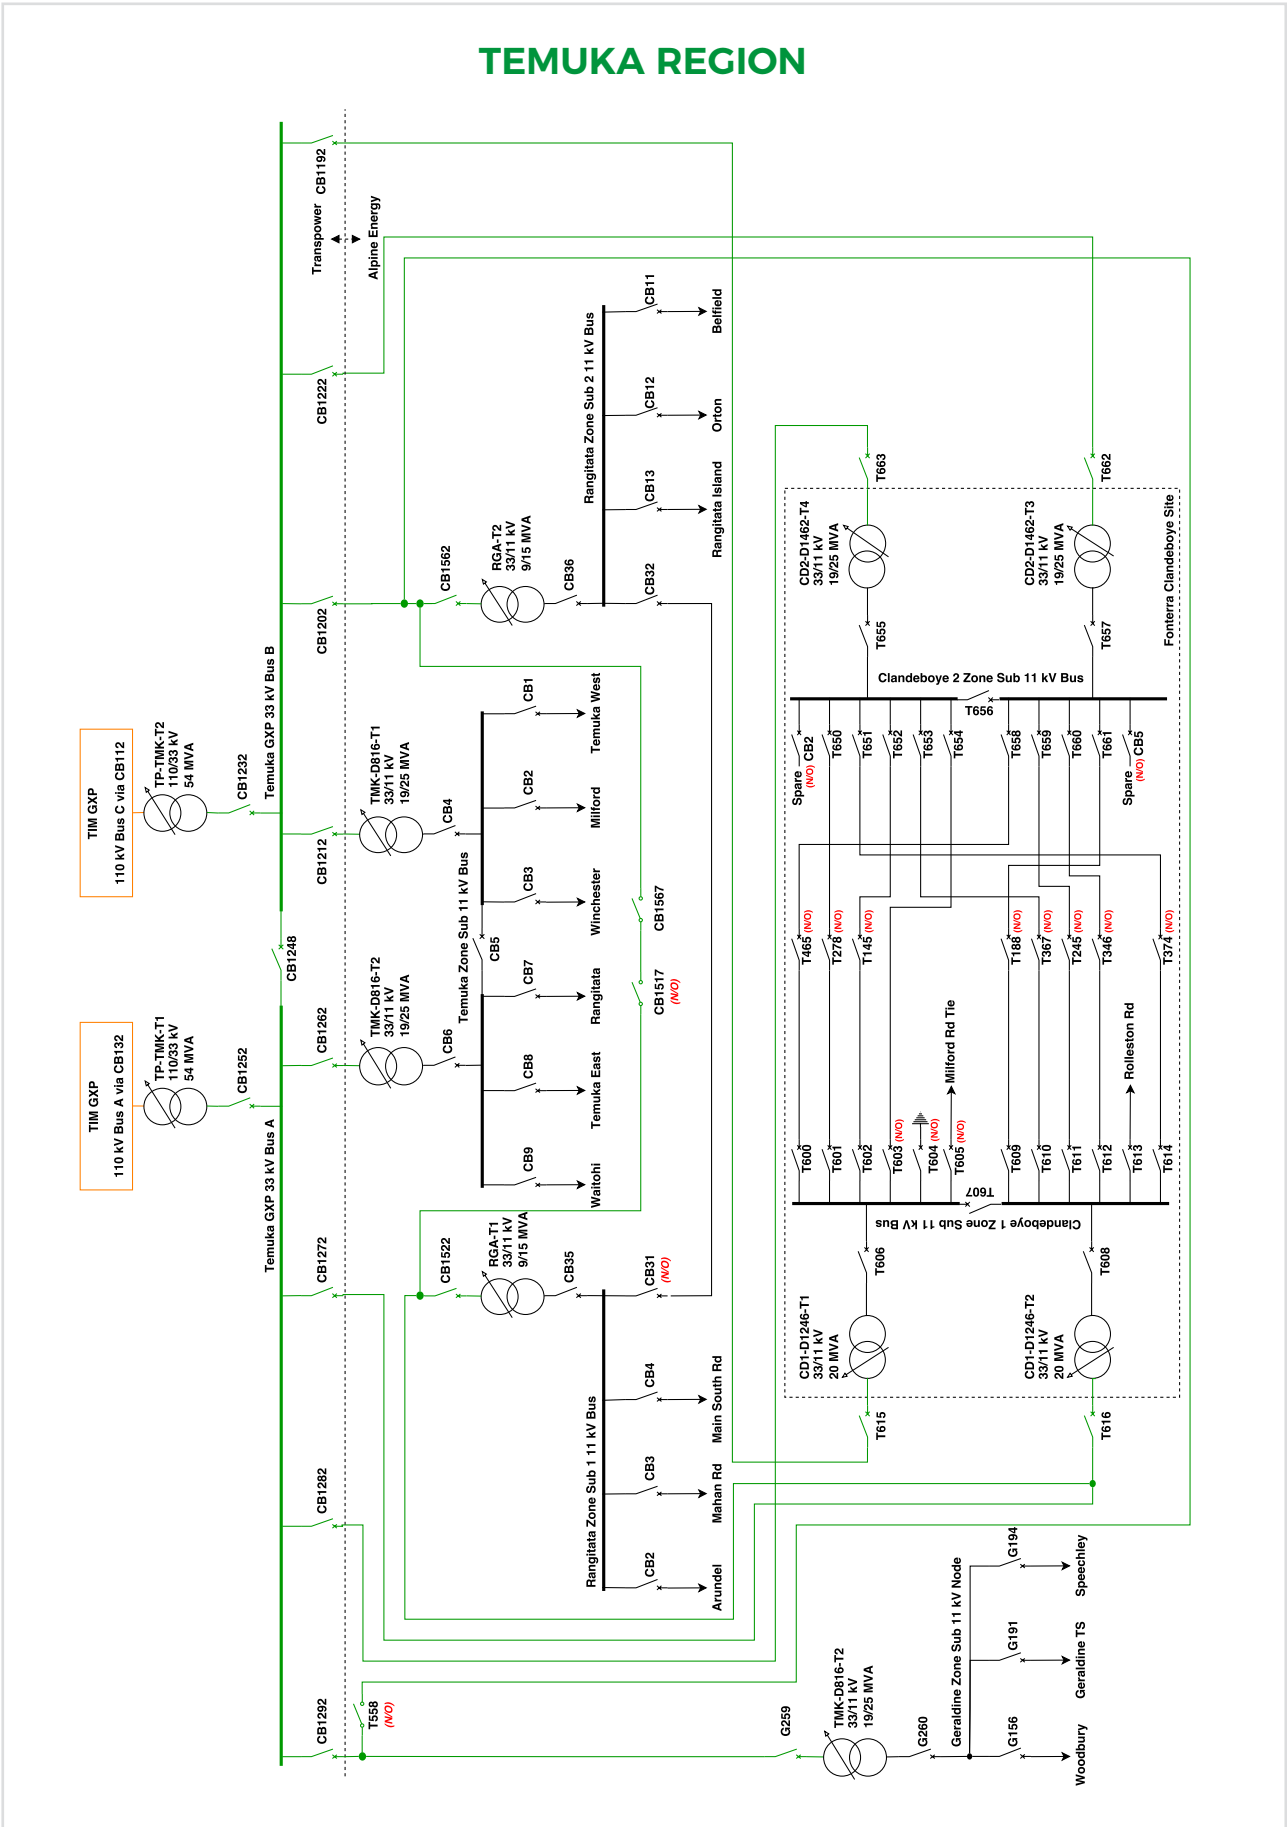 TEMUKA REGION
CB1192
Transpower
Alpine Energy
CB1222
CB11
Belfield
CB12
Orton
CB13
Rangitata Island
Rangitata Zone Sub 2 11 kV Bus
CB1202
CB1562
RGA-T2
33/11 kV
9/15 MVA
CB36
CB32
Temuka GXP 33 kV Bus B
TIM GXP
110 kV Bus C via CB112
TP-TMK-T2
110/33 kV
54 MVA
CB1232
CB1212
TMK-D816-T1
33/11 kV
19/25 MVA
CB4
CB1
Temuka West
CB2
Milford
CB3
Winchester
Temuka Zone Sub 11 kV Bus
CB5
CB1248
CB1567
CB1517
(N/O)
TIM GXP
110 kV Bus A via CB132
TP-TMK-T1
110/33 kV
54 MVA
CB1252
CB1262
TMK-D816-T2
33/11 kV
19/25 MVA
CB6
CB7
Rangitata
CB8
Temuka East
CB9
Waitohi
Temuka GXP 33 kV Bus A
CB1272
CB1522
RGA-T1
33/11 kV
9/15 MVA
CB35
CB31
(N/O)
Rangitata Zone Sub 1 11 kV Bus
CB4
Main South Rd
CB3
Mahan Rd
CB2
Arundel
CB1282
CB1292
T558
(N/O)
G259
TMK-D816-T2
33/11 kV
19/25 MVA
G260
Geraldine Zone Sub 11 kV Node
G194
Speechley
G191
Geraldine TS
G156
Woodbury
T663
T662
CD2-D1462-T4
33/11 kV
19/25 MVA
CD2-D1462-T3
33/11 kV
19/25 MVA
Fonterra Clandeboye Site
T655
T657
Clandeboye 2 Zone Sub 11 kV Bus
T656
Spare
(N/O)
CB2
T650
T651
T652
T653
T654
T658
T659
T660
T661
Spare
(N/O)
CB5
T465 (N/O)
T278 (N/O)
T145 (N/O)
T188 (N/O)
T367 (N/O)
T245 (N/O)
T346 (N/O)
T374 (N/O)
Milford Rd Tie
Rolleston Rd
T600
T601
T602
T603 (N/O)
T604 (N/O)
T605 (N/O)
T609
T610
T611
T612
T613
T614
T607
Clandeboye 1 Zone Sub 11 kV Bus
T606
T608
CD1-D1246-T1
33/11 kV
20 MVA
CD1-D1246-T2
33/11 kV
20 MVA
T615
T616